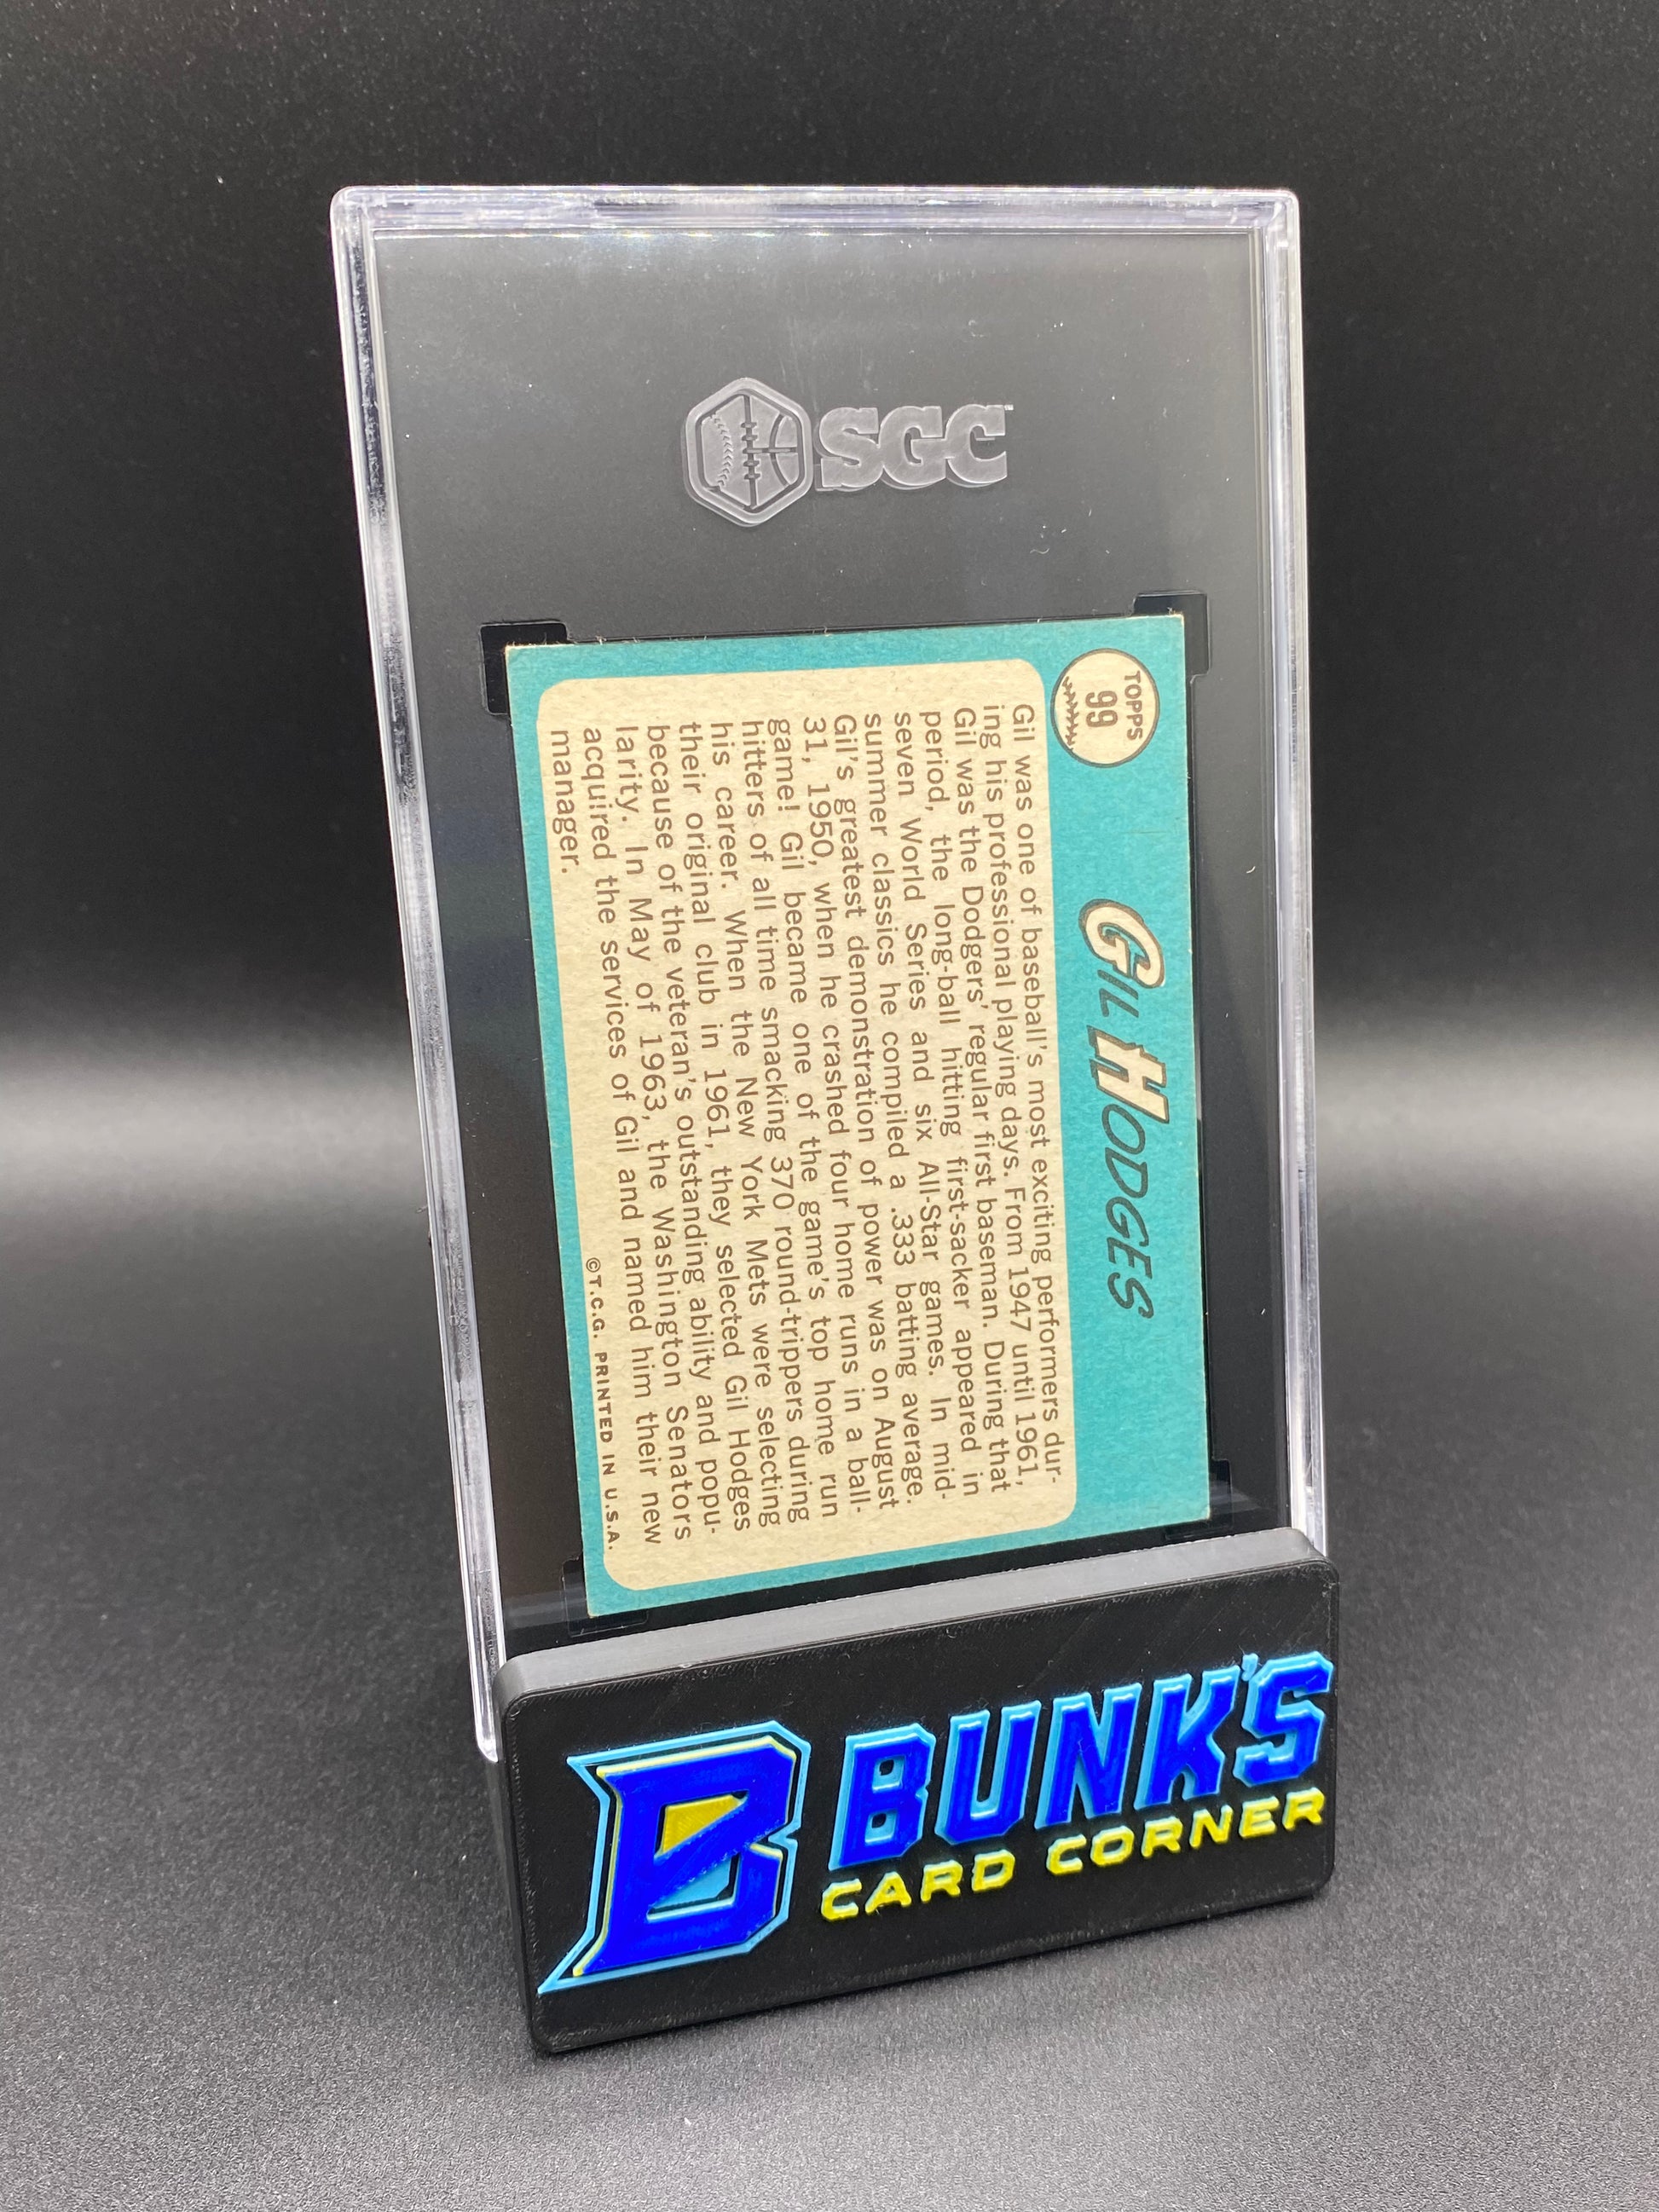 SGC™
TOPPS
99
GIL HODGES
Gil was one of baseball's most exciting performers dur-
ing his professional playing days. From 1947 until 1961,
Gil was the Dodgers' regular first baseman. During that
period, the long-ball hitting first-sacker appeared in
seven World Series and six All-Star games. In mid-
summer classics he compiled a .333 batting average.
Gil's greatest demonstration of power was on August
31, 1950, when he crashed four home runs in a ball-
game! Gil became one of the game's top home run
hitters of all time smacking 370 round-trippers during
his career. When the New York Mets were selecting
their original club in 1961, they selected Gil Hodges
because of the veteran's outstanding ability and popu-
larity. In May of 1963, the Washington Senators
acquired the services of Gil and named him their new
manager.
©T.C.G. PRINTED IN U.S.A.
B
BUNK'S
CARD CORNER